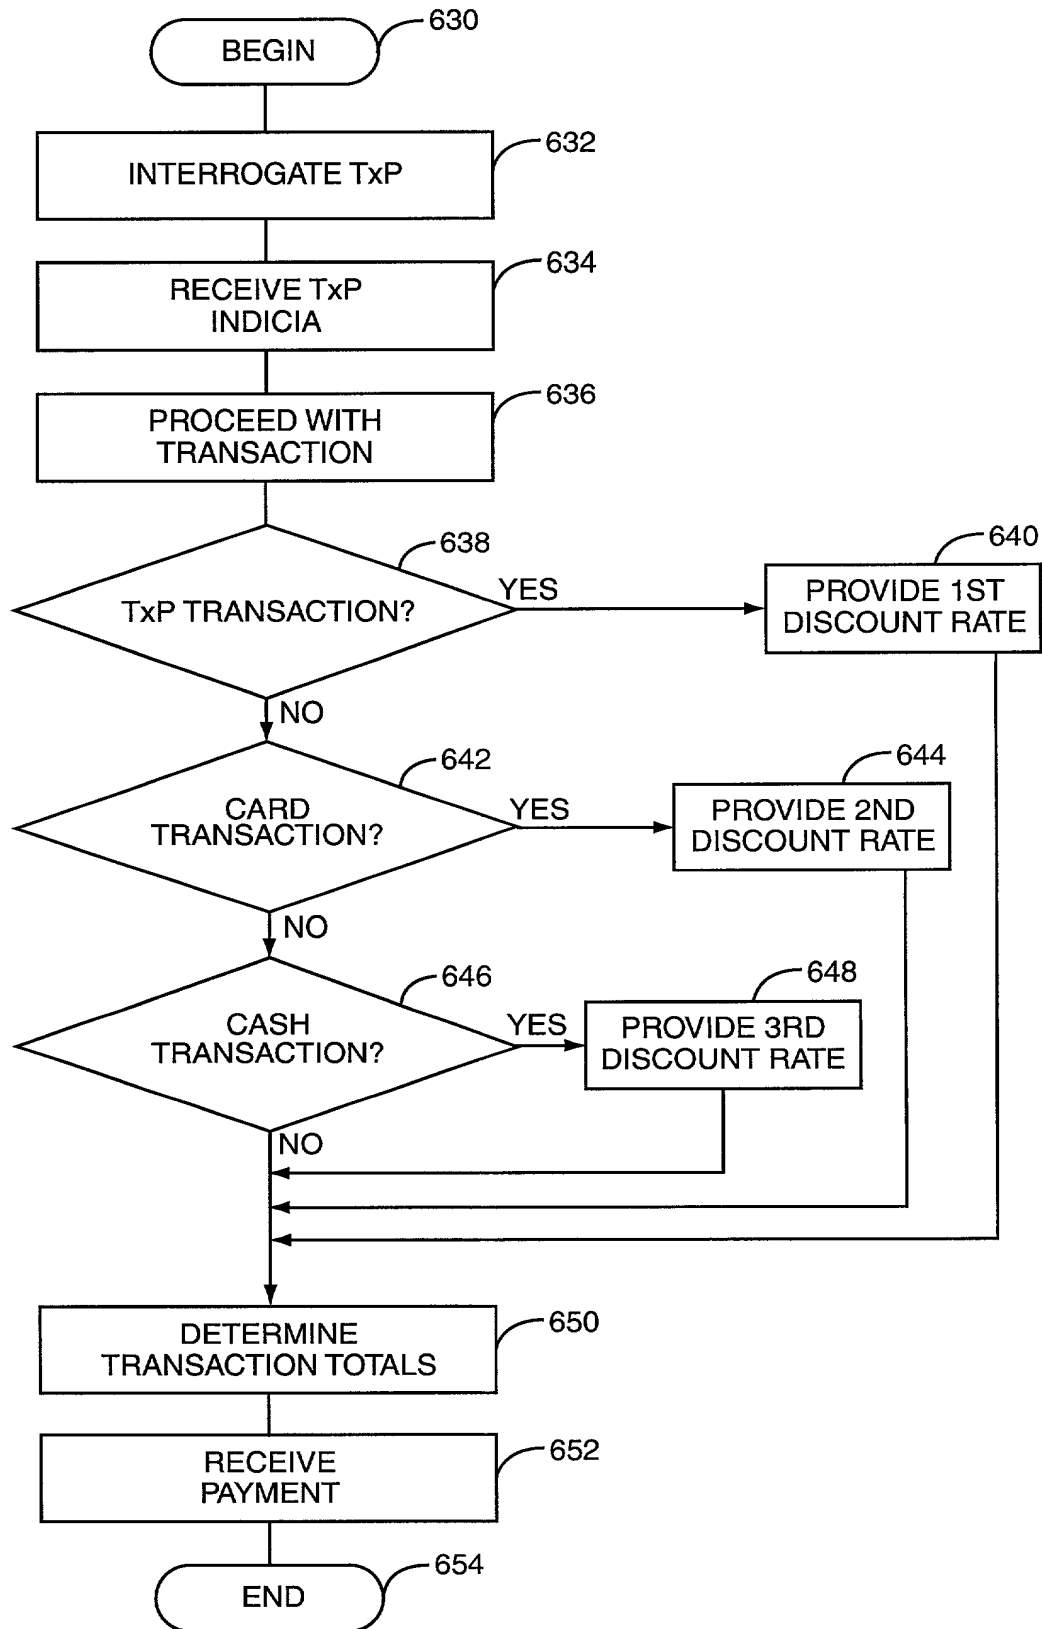 630
BEGIN
632
INTERROGATE TxP
634
RECEIVE TxP
INDICIA
636
PROCEED WITH
TRANSACTION
638
TxP TRANSACTION?
YES
640
PROVIDE 1ST
DISCOUNT RATE
NO
642
CARD
TRANSACTION?
YES
644
PROVIDE 2ND
DISCOUNT RATE
NO
646
CASH
TRANSACTION?
YES
648
PROVIDE 3RD
DISCOUNT RATE
NO
650
DETERMINE
TRANSACTION TOTALS
652
RECEIVE
PAYMENT
654
END